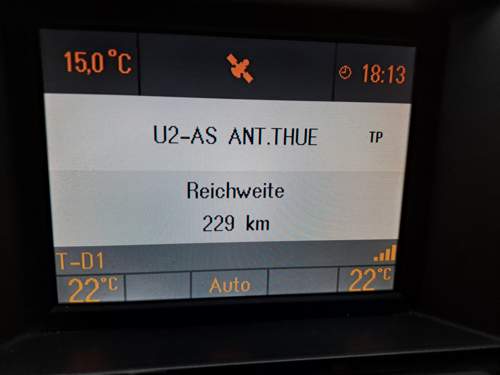 15,0°C
18:13
U2-AS ANT.THUE TP
Reichweite
229 km
T-D1
22°C Auto 22°C